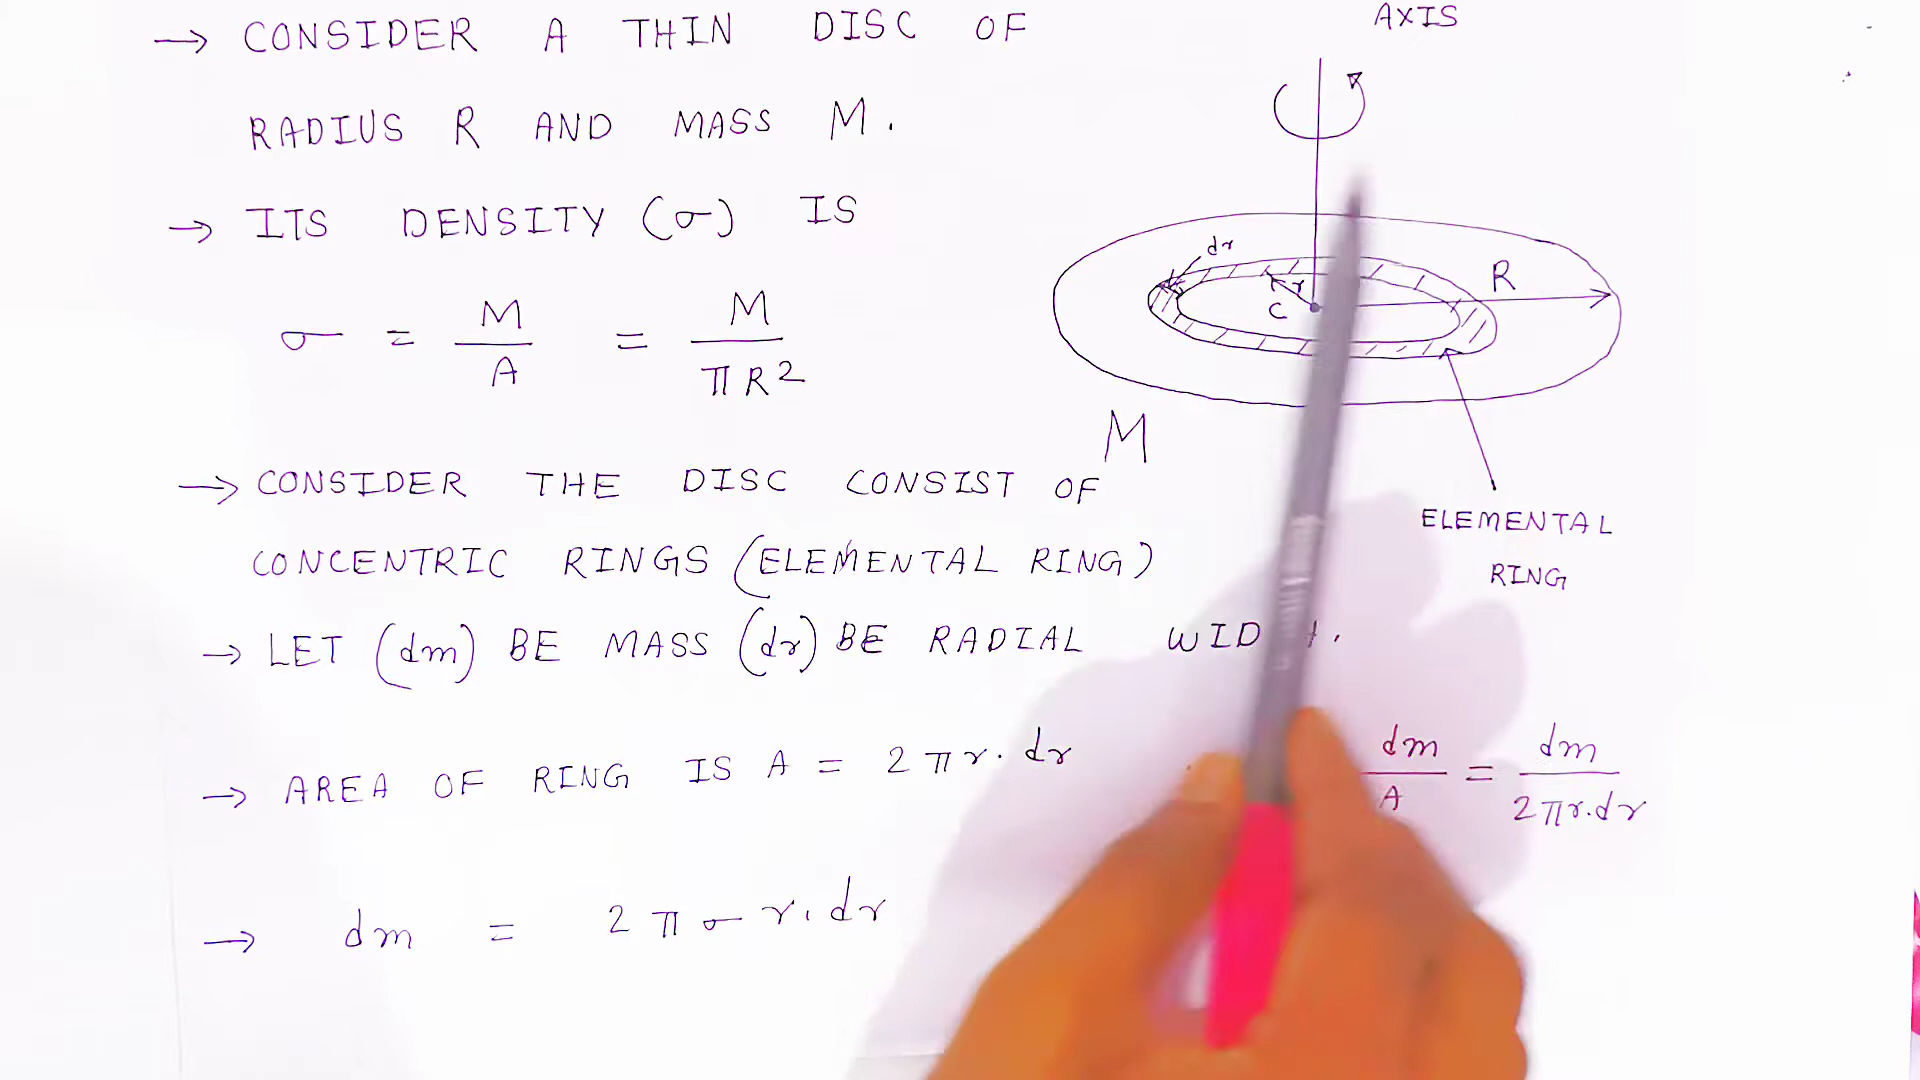 → CONSIDER A THIN DISC OF
RADIUS R AND MASS M.
→ ITS DENSITY (σ) IS
σ = M/A = M/πR²
→ CONSIDER THE DISC CONSIST OF
CONCENTRIC RINGS (ELEMENTAL RING)
→ LET (dm) BE MASS (dr) BE RADIAL
→ AREA OF RING IS A = 2πr.dr
dm/A = dm/2πr.dr
→ dm = 2πσr.dr
AXIS
dr
r
C
R
M
ELEMENTAL
RING